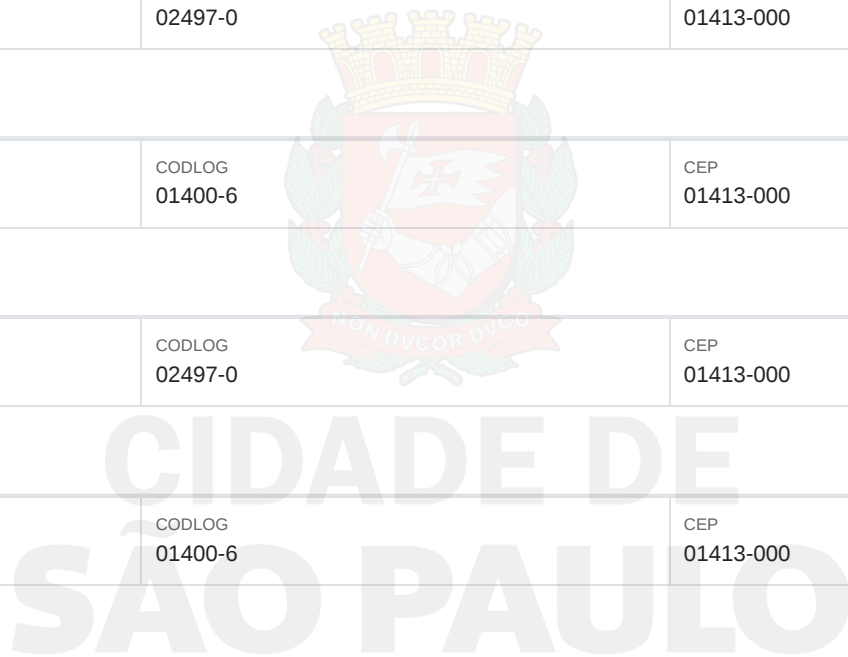 02497-0 01413-000
CODLOG CEP
01400-6 01413-000
NON DVCOR DVCO
CODLOG CEP
02497-0 01413-000
CIDADE DE
CODLOG CEP
01400-6 01413-000
SÃO PAULO